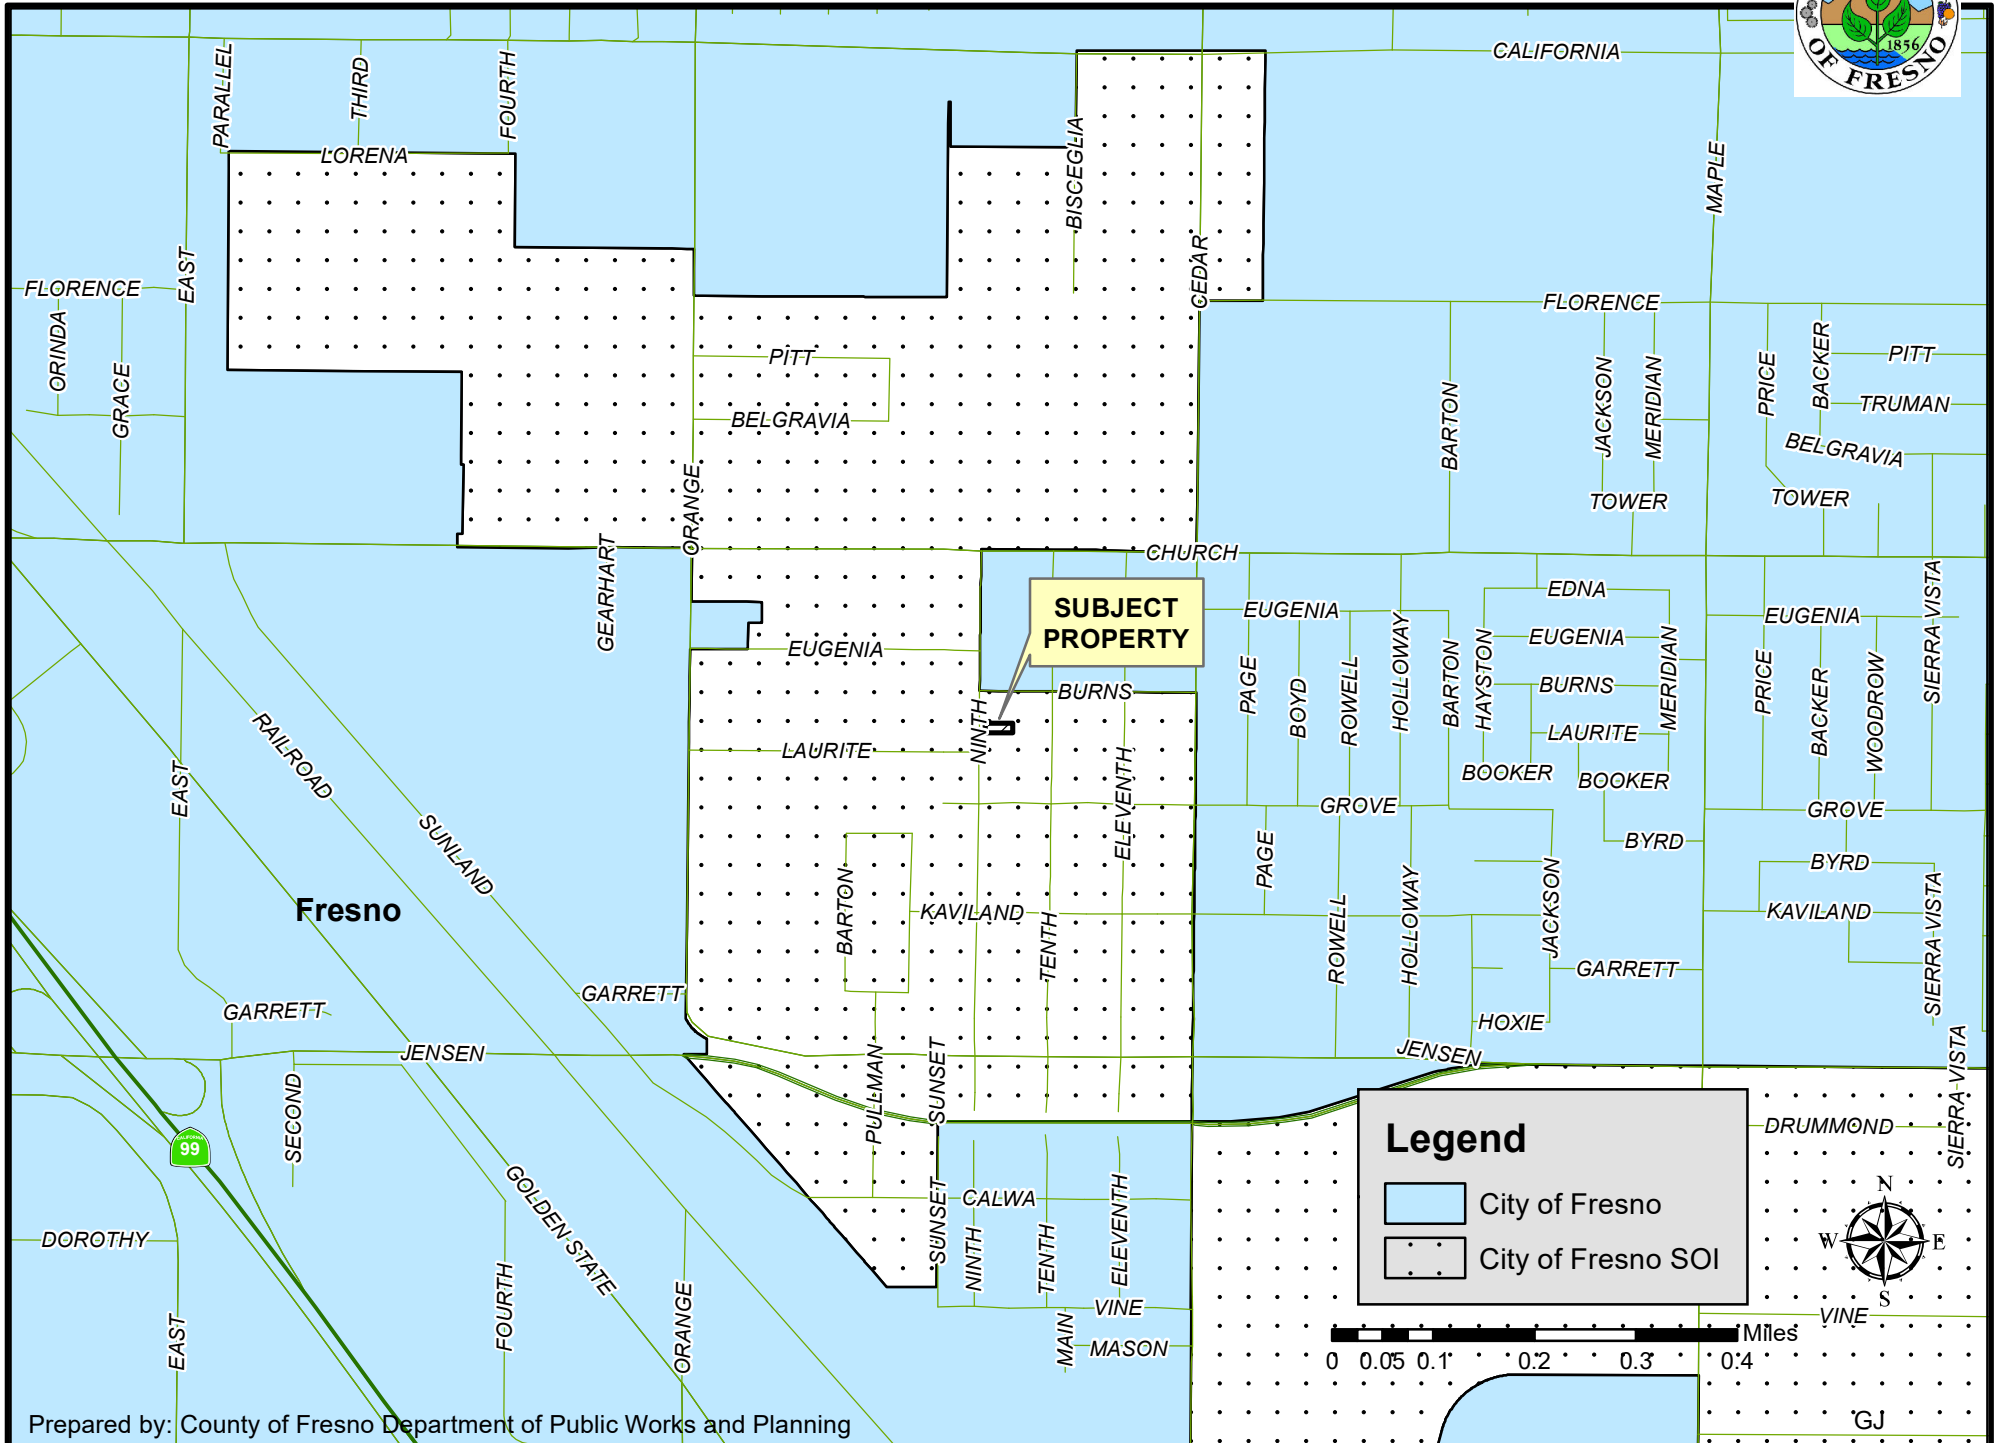 CALIFORNIA
1856
OF FRESNO
PARALLEL
THIRD
FOURTH
LORENA
BISCEGLIA
MAPLE
EAST
CEDAR
FLORENCE
ORINDA
GRACE
FLORENCE
PITT
BELGRAVIA
ORANGE
BARTON
JACKSON
MERIDIAN
PRICE
BACKER
PITT
TRUMAN
BELGRAVIA
TOWER
TOWER
GEARHART
CHURCH
SUBJECT
PROPERTY
EUGENIA
EUGENIA
EDNA
EUGENIA
BURNS
LAURITE
BOOKER
BOOKER
EUGENIA
SIERRA VISTA
PAGE
BOYD
ROWELL
HOLLOWAY
BARTON
HAYSTON
MERIDIAN
PRICE
BACKER
WOODROW
BURNS
NINTH
LAURITE
ELEVENTH
RAILROAD
EAST
SUNLAND
GROVE
GROVE
BYRD
BYRD
PAGE
BARTON
KAVILAND
KAVILAND
TENTH
ROWELL
HOLLOWAY
JACKSON
SIERRA VISTA
Fresno
GARRETT
GARRETT
GARRETT
HOXIE
JENSEN
JENSEN
SECOND
PULLMAN
SUNSET
SIERRA VISTA
DRUMMOND
CALIFORNIA
99
GOLDEN STATE
CALWA
SUNSET
NINTH
TENTH
ELEVENTH
DOROTHY
EAST
FOURTH
ORANGE
VINE
MAIN
MASON
VINE
Legend
City of Fresno
City of Fresno SOI
N
W
E
S
Miles
0 0.05 0.1 0.2 0.3 0.4
Prepared by: County of Fresno Department of Public Works and Planning
GJ